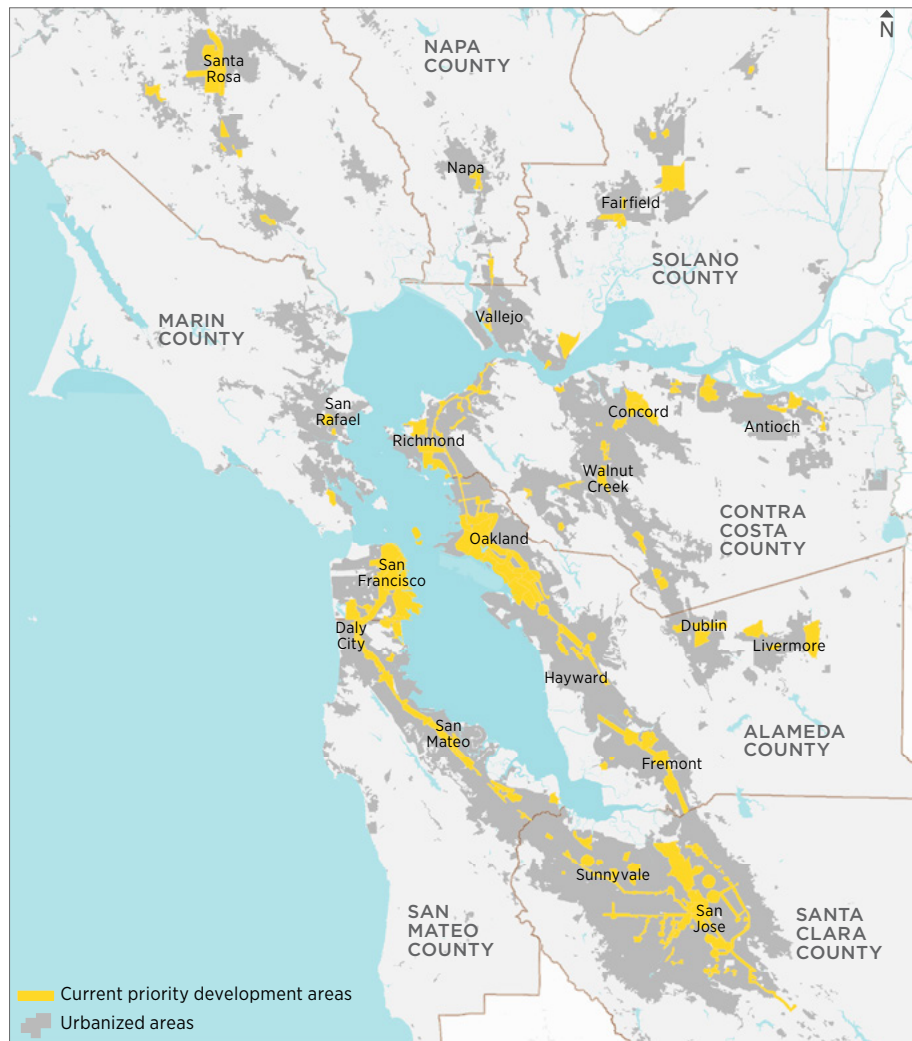 N
NAPA
COUNTY
Santa
Rosa
Napa
Fairfield
SOLANO
COUNTY
MARIN
COUNTY
Vallejo
San
Rafael
Richmond
Concord
Antioch
Walnut
Creek
CONTRA
COSTA
COUNTY
Oakland
San
Francisco
Daly
City
Dublin
Livermore
Hayward
San
Mateo
ALAMEDA
COUNTY
Fremont
Sunnyvale
San
Jose
SAN
MATEO
COUNTY
SANTA
CLARA
COUNTY
Current priority development areas
Urbanized areas